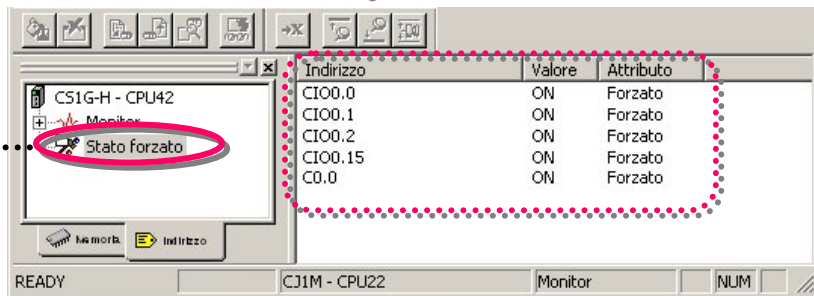 Indirizzo Valore Attributo
CS1G-H - CPU42
Monitor
Stato forzato
CIO0.0 ON Forzato
CIO0.1 ON Forzato
CIO0.2 ON Forzato
CIO0.15 ON Forzato
C0.0 ON Forzato
Memoria Indirizzo
READY CJ1M - CPU22 Monitor NUM